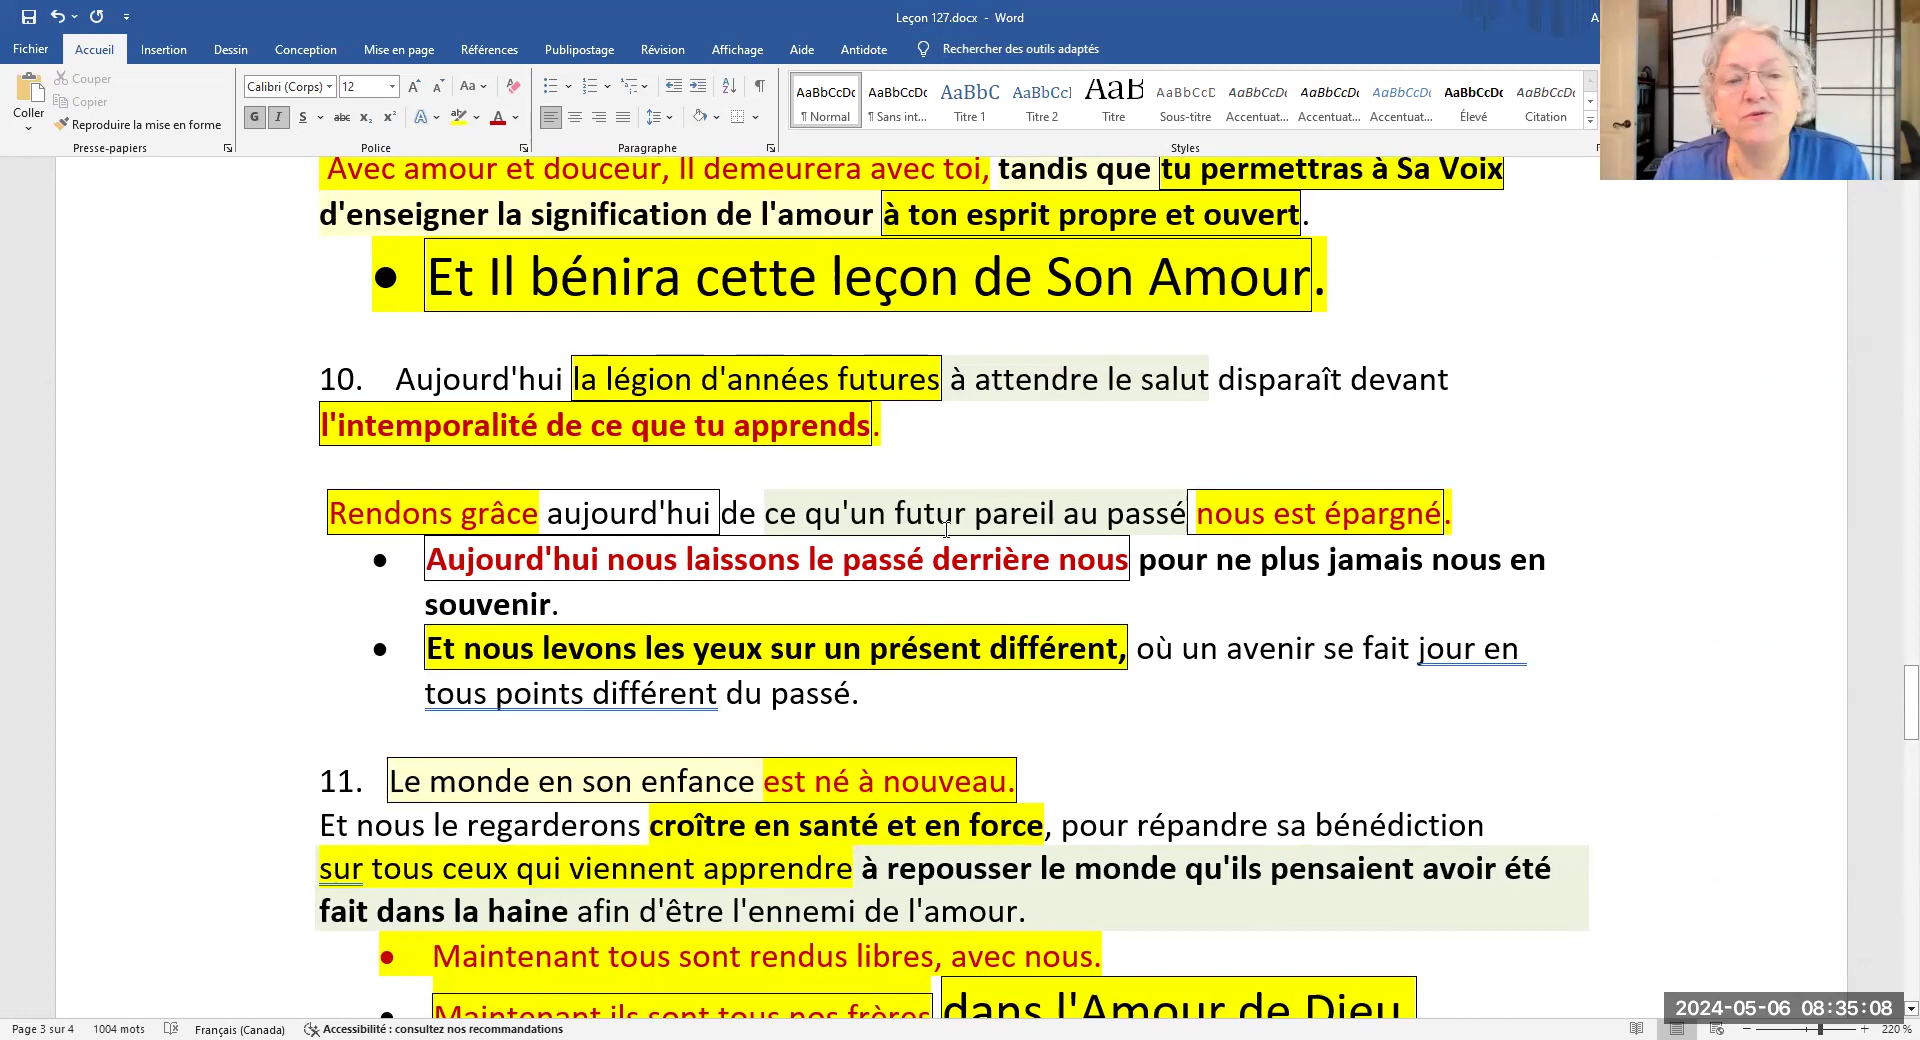 Leçon 127.docx - Word
A
Fichier Accueil Insertion Dessin Conception Mise en page Références Publipostage Révision Affichage Aide Antidote Rechercher des outils adaptés
Coller
Couper
Copier
Reproduire la mise en forme
Calibri (Corps) 12
Aa
G I S abc x₂ x²
AaBbCcDc AaBbCcDc AaBbC AaBbCcI AaB AaBbCcD AaBbCcDc AaBbCcDc AaBbCcDc AaBbCcDc AaBbCcDc
¶ Normal ¶ Sans int... Titre 1 Titre 2 Titre Sous-titre Accentuat... Accentuat... Accentuat... Élevé Citation
Presse-papiers Police Paragraphe Styles
Avec amour et douceur, Il demeurera avec toi, tandis que tu permettras à Sa Voix
d'enseigner la signification de l'amour à ton esprit propre et ouvert.
• Et Il bénira cette leçon de Son Amour.
10. Aujourd'hui la légion d'années futures à attendre le salut disparaît devant
l'intemporalité de ce que tu apprends.
Rendons grâce aujourd'hui de ce qu'un futur pareil au passé nous est épargné.
• Aujourd'hui nous laissons le passé derrière nous pour ne plus jamais nous en
souvenir.
• Et nous levons les yeux sur un présent différent, où un avenir se fait jour en
tous points différent du passé.
11. Le monde en son enfance est né à nouveau.
Et nous le regarderons croître en santé et en force, pour répandre sa bénédiction
sur tous ceux qui viennent apprendre à repousser le monde qu'ils pensaient avoir été
fait dans la haine afin d'être l'ennemi de l'amour.
• Maintenant tous sont rendus libres, avec nous.
• Maintenant ils sont tous nos frères dans l'Amour de Dieu.
2024-05-06 08:35:08
Page 3 sur 4 1004 mots Français (Canada) Accessibilité : consultez nos recommandations 220 %